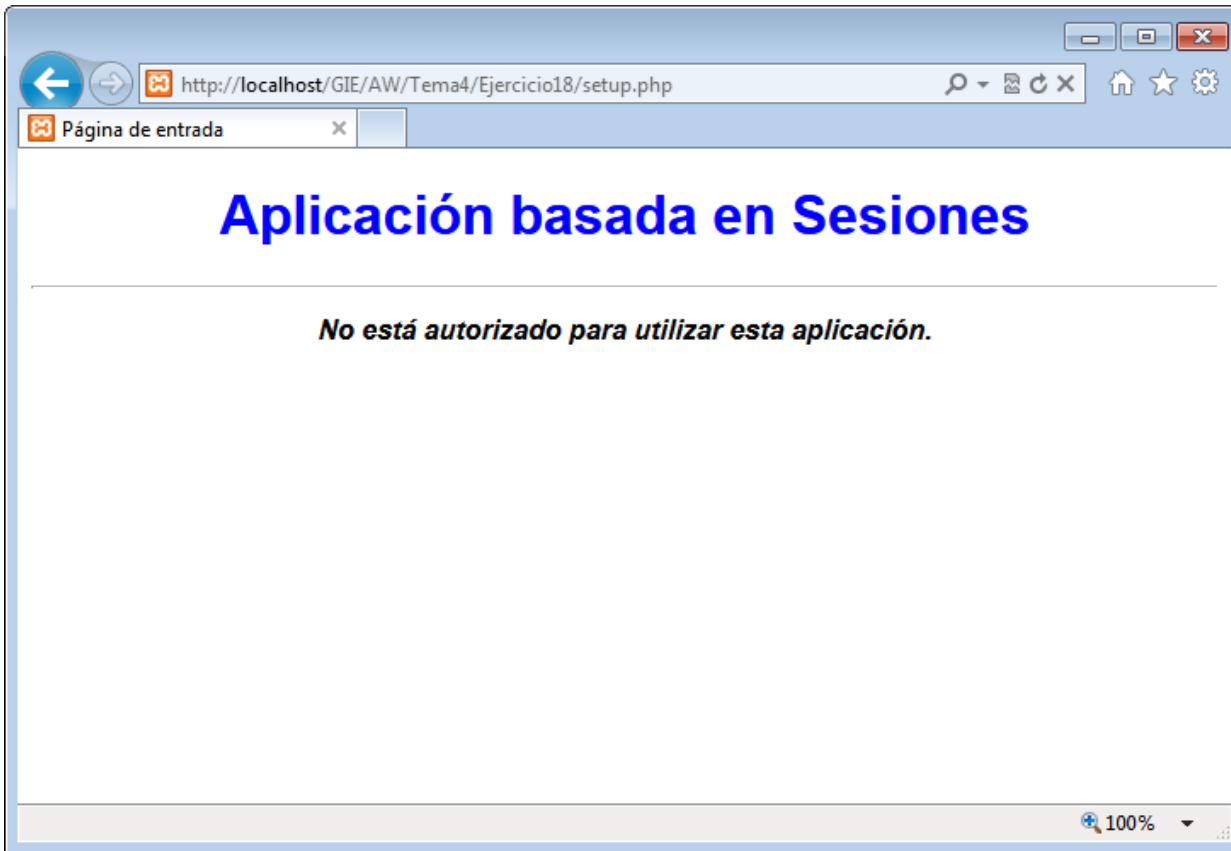 http://localhost/GIE/AW/Tema4/Ejercicio18/setup.php
Página de entrada
Aplicación basada en Sesiones
No está autorizado para utilizar esta aplicación.
100%